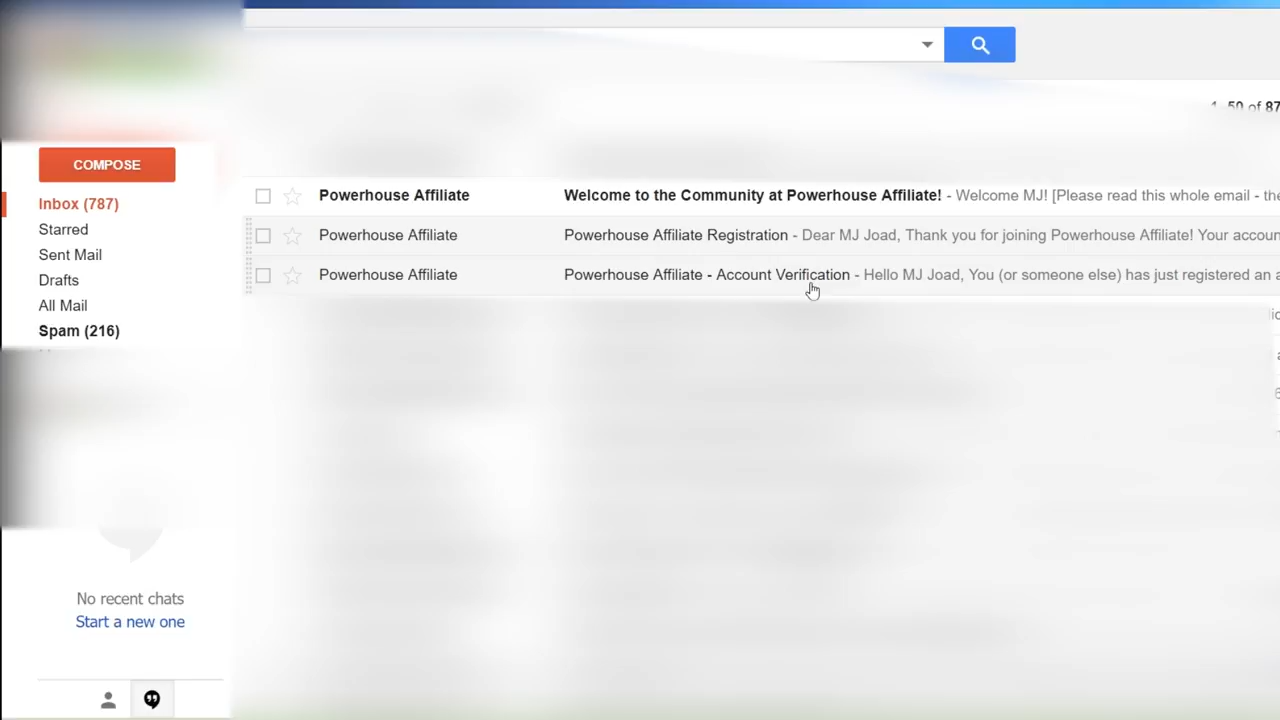 1-50 of 87
COMPOSE
Inbox (787)
Starred
Sent Mail
Drafts
All Mail
Spam (216)
Powerhouse Affiliate Welcome to the Community at Powerhouse Affiliate! - Welcome MJ! [Please read this whole email - the
Powerhouse Affiliate Powerhouse Affiliate Registration - Dear MJ Joad, Thank you for joining Powerhouse Affiliate! Your accoun
Powerhouse Affiliate Powerhouse Affiliate - Account Verification - Hello MJ Joad, You (or someone else) has just registered an a
No recent chats
Start a new one